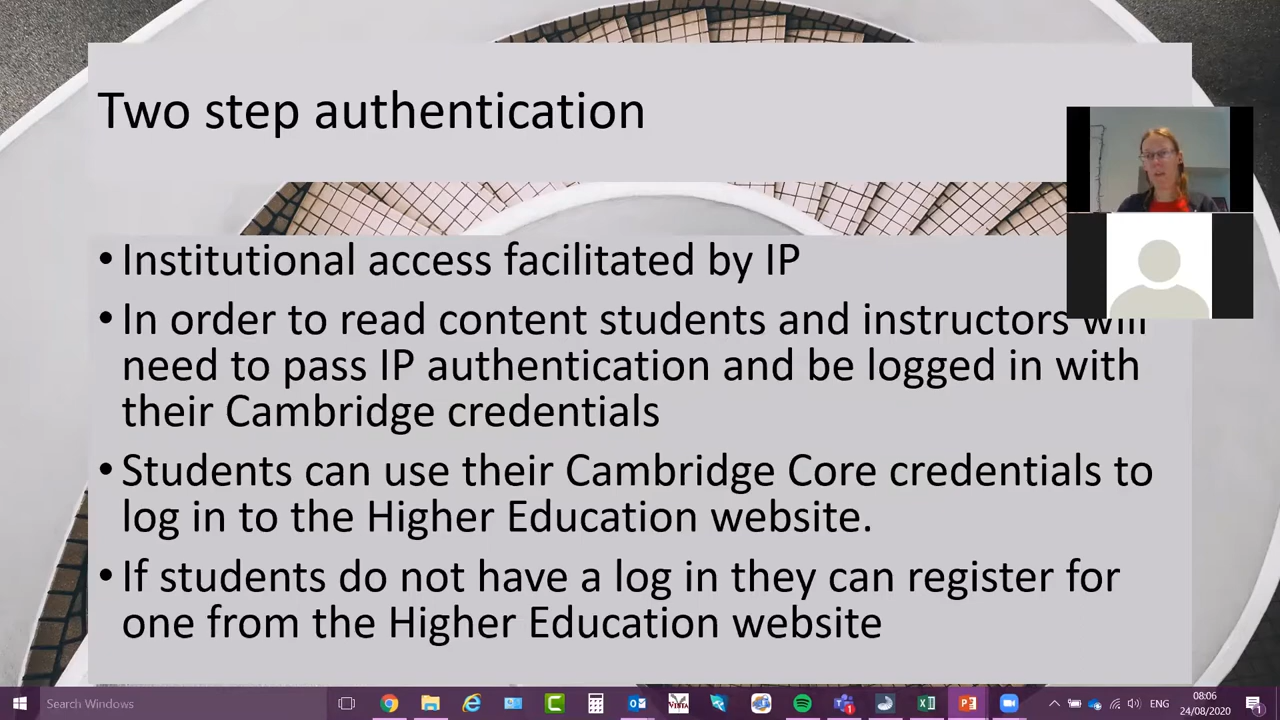 Two step authentication
• Institutional access facilitated by IP
• In order to read content students and instructors will
need to pass IP authentication and be logged in with
their Cambridge credentials
• Students can use their Cambridge Core credentials to
log in to the Higher Education website.
• If students do not have a log in they can register for
one from the Higher Education website
Search Windows
ENG
08:06
24/08/2020